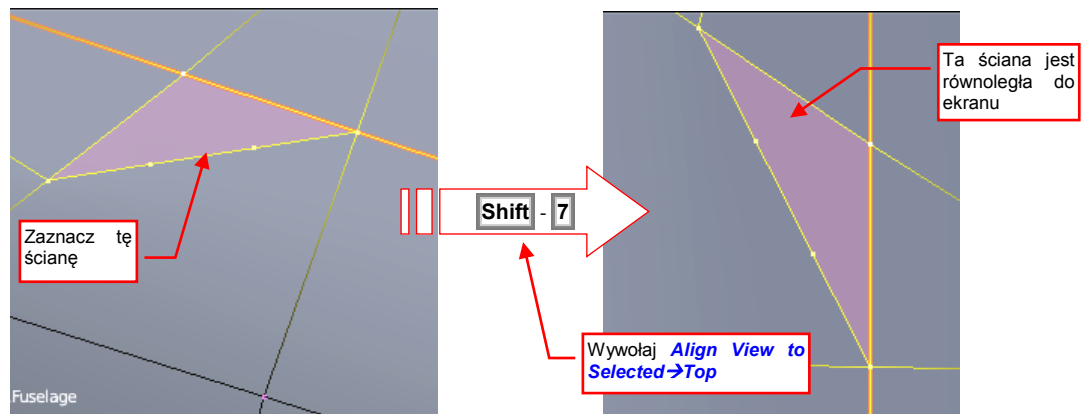 Zaznacz tę
ścianę
Fuselage
Shift - 7
Wywołaj Align View to
Selected→Top
Ta ściana jest
równoległa do
ekranu